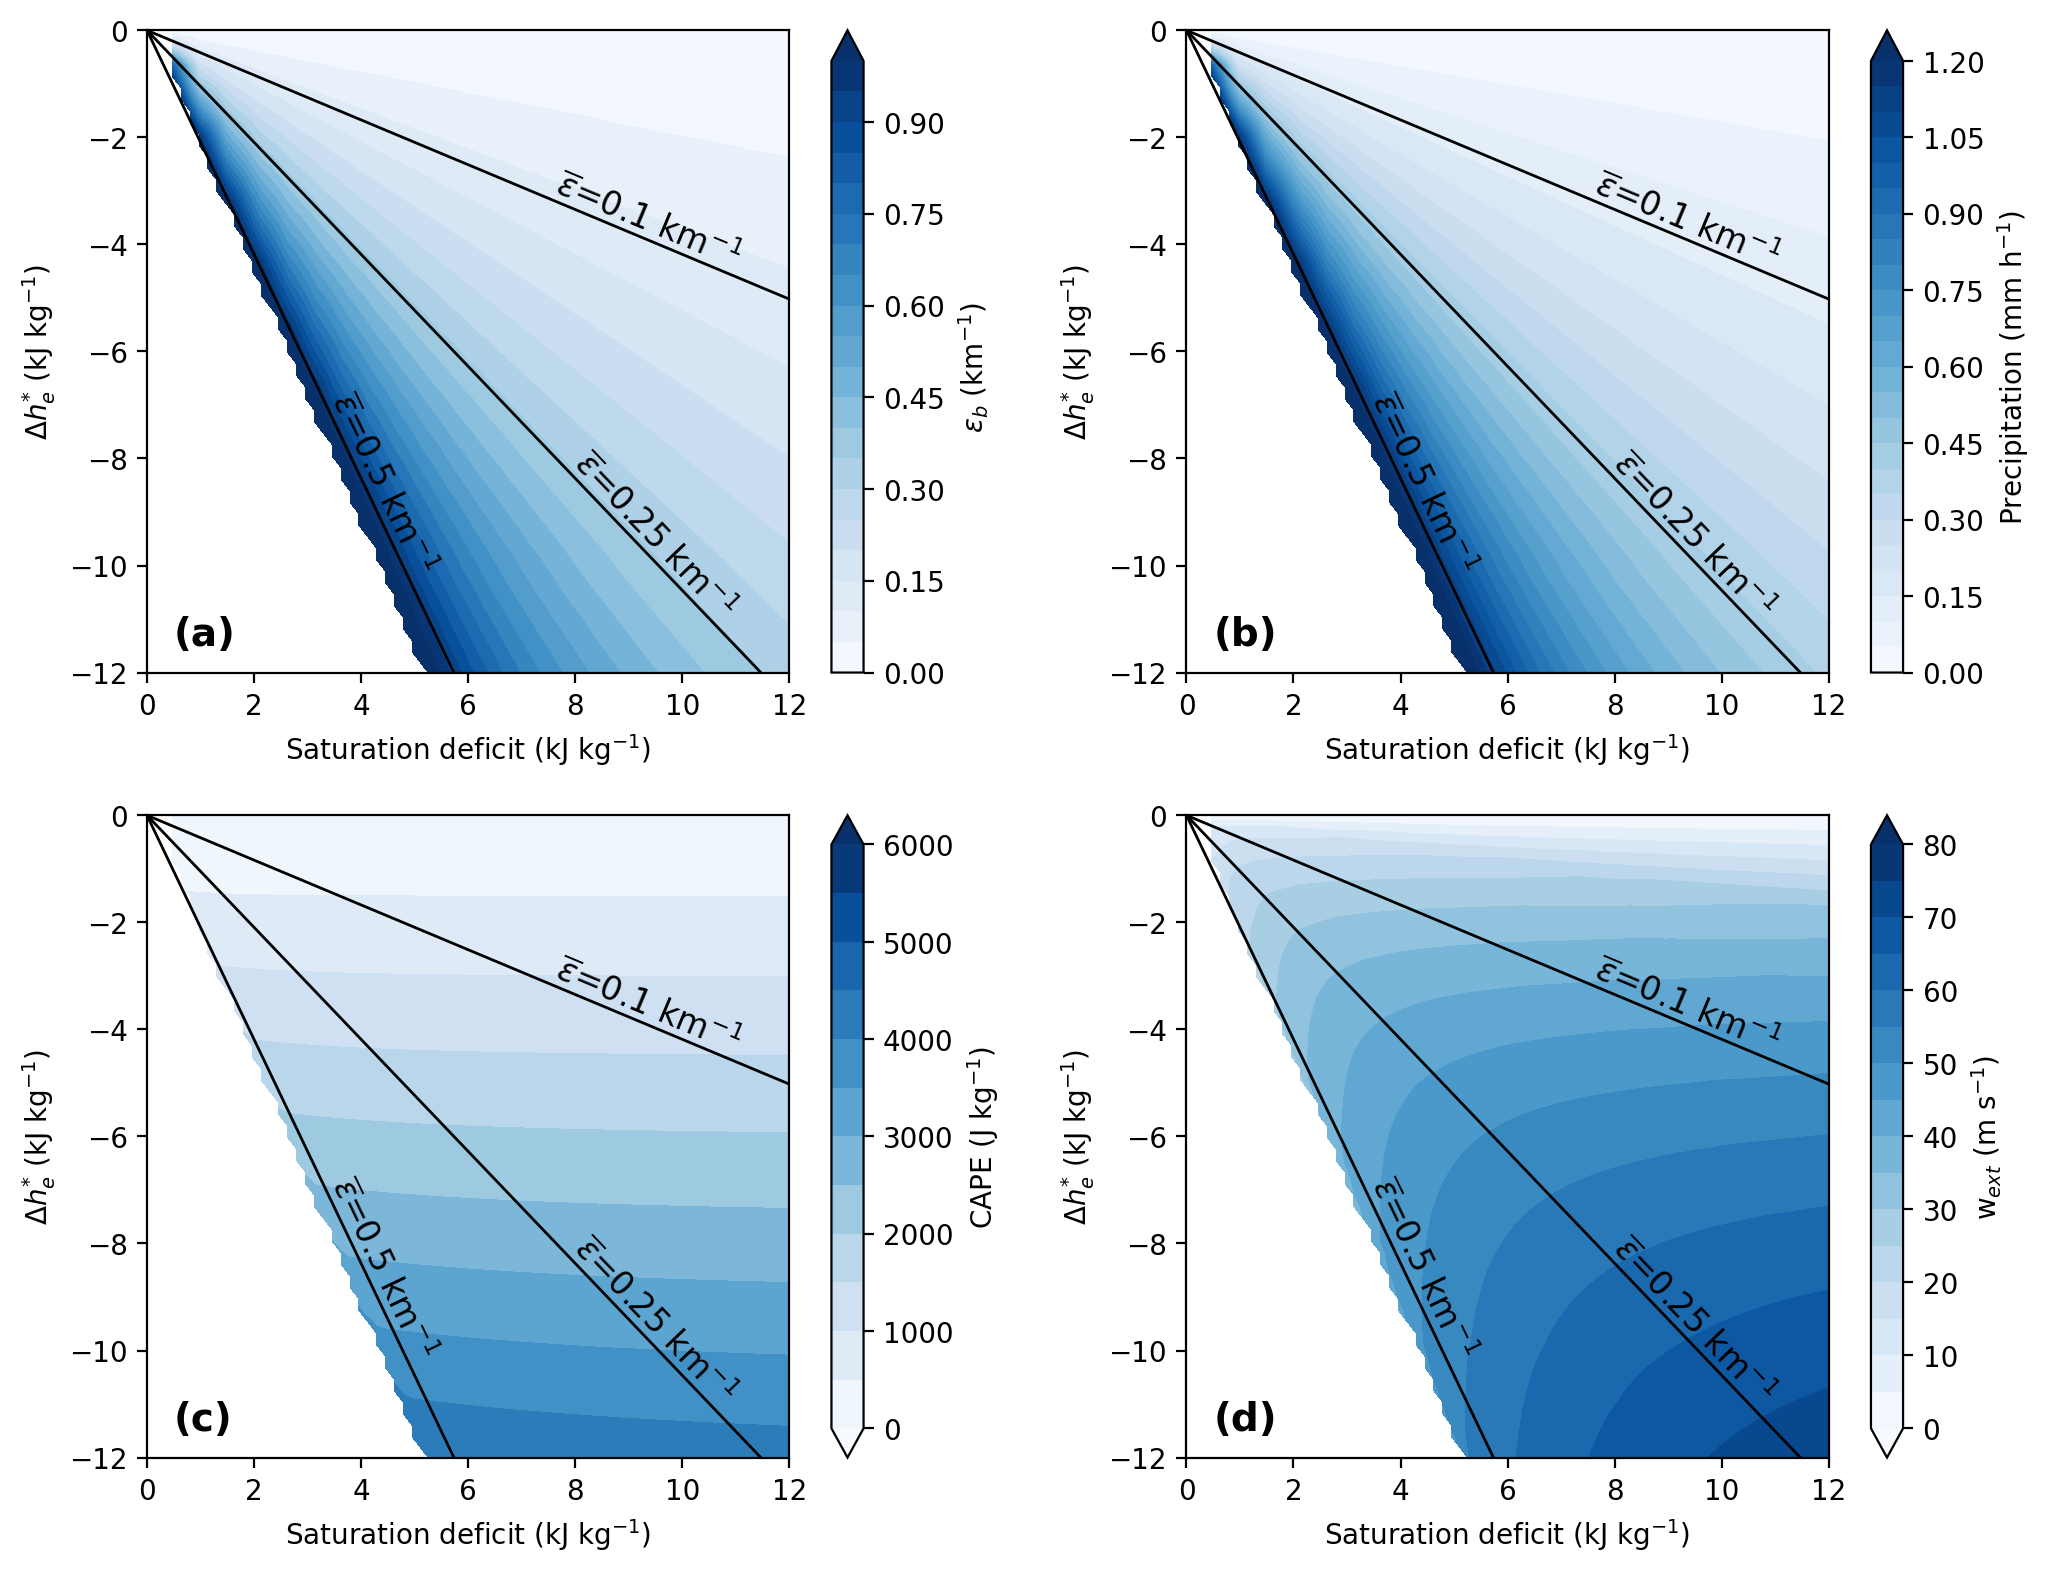 0
−2
−4
−6
−8
−10
−12
Δh*e (kJ kg−1)
0 2 4 6 8 10 12
Saturation deficit (kJ kg−1)
ε̅=0.1 km−1
ε̅=0.25 km−1
ε̅=0.5 km−1
(a)
0.90
0.75
0.60
0.45
0.30
0.15
0.00
εb (km−1)
0
−2
−4
−6
−8
−10
−12
Δh*e (kJ kg−1)
0 2 4 6 8 10 12
Saturation deficit (kJ kg−1)
ε̅=0.1 km−1
ε̅=0.25 km−1
ε̅=0.5 km−1
(b)
1.20
1.05
0.90
0.75
0.60
0.45
0.30
0.15
0.00
Precipitation (mm h−1)
0
−2
−4
−6
−8
−10
−12
Δh*e (kJ kg−1)
0 2 4 6 8 10 12
Saturation deficit (kJ kg−1)
ε̅=0.1 km−1
ε̅=0.25 km−1
ε̅=0.5 km−1
(c)
6000
5000
4000
3000
2000
1000
0
CAPE (J kg−1)
0
−2
−4
−6
−8
−10
−12
Δh*e (kJ kg−1)
0 2 4 6 8 10 12
Saturation deficit (kJ kg−1)
ε̅=0.1 km−1
ε̅=0.25 km−1
ε̅=0.5 km−1
(d)
80
70
60
50
40
30
20
10
0
wext (m s−1)